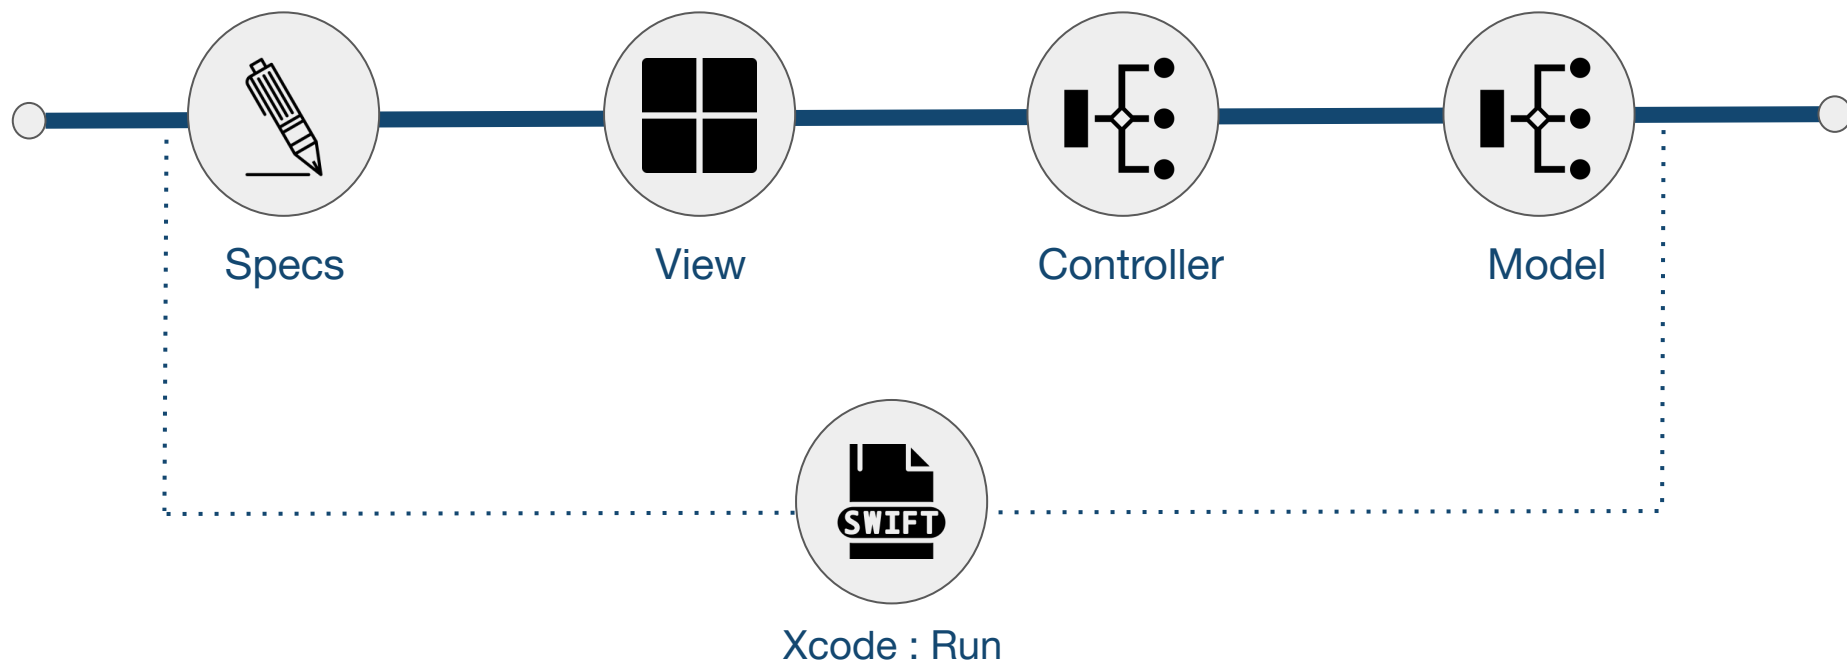 Specs
View
Controller
Model
SWIFT
Xcode : Run